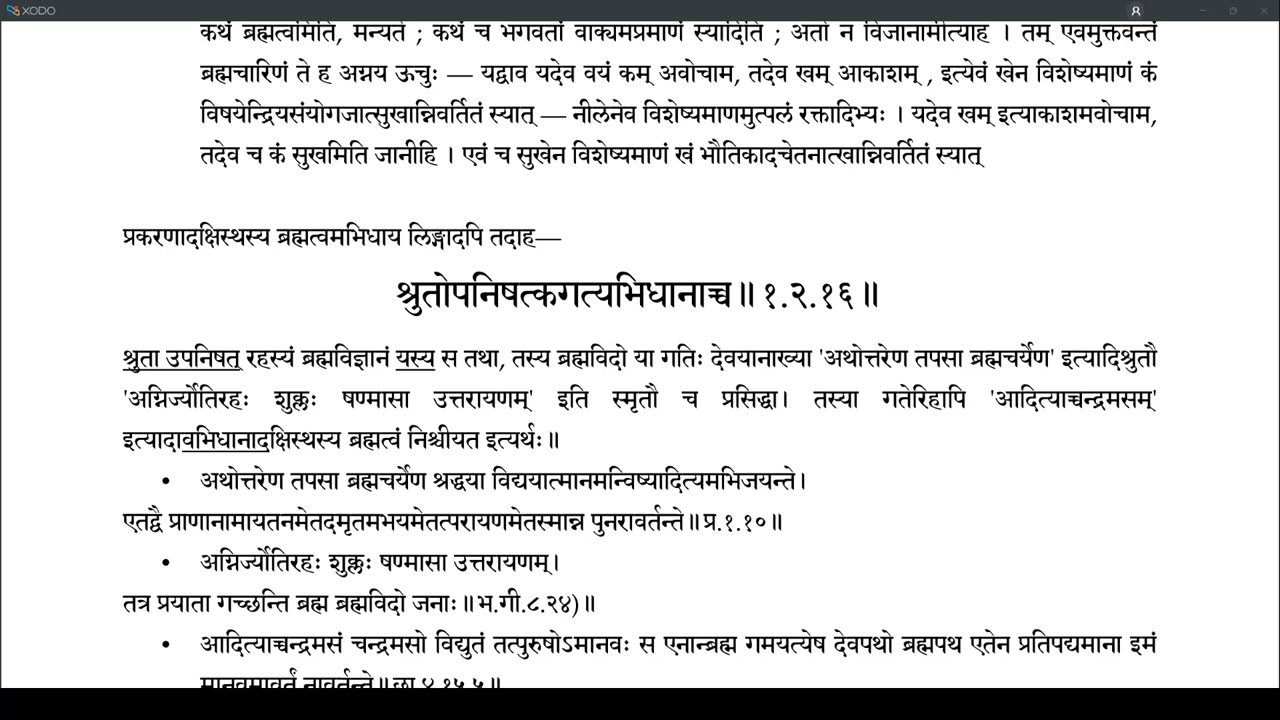 XODO
कथं ब्रह्मत्वमिति, मन्यते ; कथं च भगवतां वाक्यमप्रमाणं स्यादिति ; अतो न विजानामीत्याह । तम् एवमुक्तवन्तं
ब्रह्मचारिणं ते ह अग्नय ऊचुः — यद्वाव यदेव वयं कम् अवोचाम, तदेव खम् आकाशम् , इत्येवं खेन विशेष्यमाणं कं
विषयेन्द्रियसंयोगजात्सुखान्निवर्तितं स्यात् — नीलेनेव विशेष्यमाणमुत्पलं रक्तादिभ्यः । यदेव खम् इत्याकाशमवोचाम,
तदेव च कं सुखमिति जानीहि । एवं च सुखेन विशेष्यमाणं खं भौतिकादचेतनात्खान्निवर्तितं स्यात्
प्रकरणादक्षिस्थस्य ब्रह्मत्वमभिधाय लिङ्गादपि तदाह—
श्रुतोपनिषत्कगत्यभिधानाच्च॥१.२.१६॥
श्रुता उपनिषत् रहस्यं ब्रह्मविज्ञानं यस्य स तथा, तस्य ब्रह्मविदो या गतिः देवयानाख्या 'अथोत्तरेण तपसा ब्रह्मचर्येण' इत्यादिश्रुतौ
'अग्निर्ज्योतिरहः शुक्लः षण्मासा उत्तरायणम्' इति स्मृतौ च प्रसिद्धा। तस्या गतेरिहापि 'आदित्याच्चन्द्रमसम्'
इत्यादावभिधानादक्षिस्थस्य ब्रह्मत्वं निश्चीयत इत्यर्थः॥
• अथोत्तरेण तपसा ब्रह्मचर्येण श्रद्धया विद्ययात्मानमन्विष्यादित्यमभिजयन्ते।
एतद्वै प्राणानामायतनमेतदमृतमभयमेतत्परायणमेतस्मान्न पुनरावर्तन्ते॥प्र.१.१०॥
• अग्निर्ज्योतिरहः शुक्लः षण्मासा उत्तरायणम्।
तत्र प्रयाता गच्छन्ति ब्रह्म ब्रह्मविदो जनाः॥भ.गी.८.२४)॥
• आदित्याच्चन्द्रमसं चन्द्रमसो विद्युतं तत्पुरुषोऽमानवः स एनान्ब्रह्म गमयत्येष देवपथो ब्रह्मपथ एतेन प्रतिपद्यमाना इमं
मानवमावर्तं नावर्तन्ते॥छा.४.१५.५॥